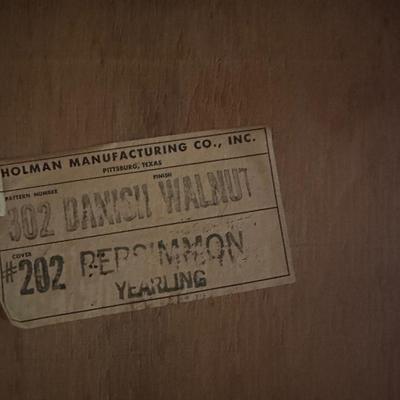 HOLMAN MANUFACTURING CO., INC.
PITTSBURG, TEXAS
PATTERN NUMBER FINISH
302 DANISH WALNUT
COVER
#202 PERSIMMON
YEARLING